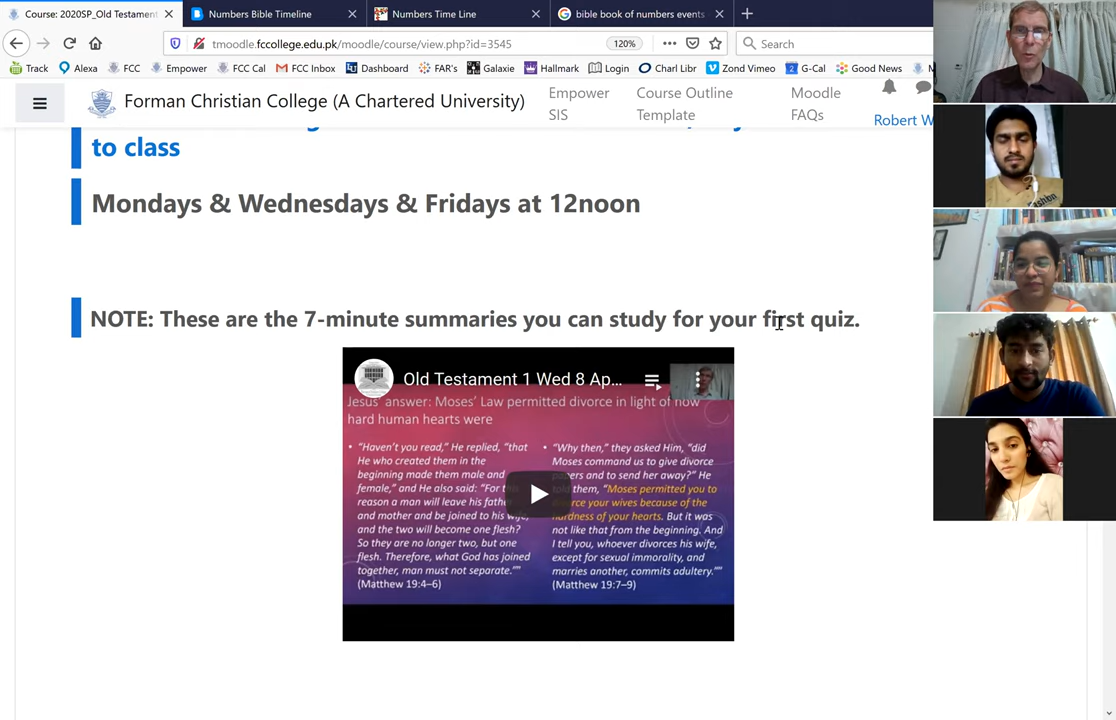 Course: 2020SP_Old Testament
Numbers Bible Timeline
Numbers Time Line
bible book of numbers events
tmoodle.fccollege.edu.pk/moodle/course/view.php?id=3545
120%
Search
Track Alexa FCC Empower FCC Cal FCC Inbox Dashboard FAR's Galaxie Hallmark Login Charl Libr Zond Vimeo G-Cal Good News N
Forman Christian College (A Chartered University)
Empower SIS
Course Outline Template
Moodle FAQs
Robert W
to class
Mondays & Wednesdays & Fridays at 12noon
NOTE: These are the 7-minute summaries you can study for your first quiz.
Old Testament 1 Wed 8 Ap...
Jesus' answer: Moses' Law permitted divorce in light of how
hard human hearts were
• "Haven't you read," He replied, "that
He who created them in the
beginning made them male and
female," and He also said: "For this
reason a man will leave his father
and mother and be joined to his wife,
and the two will become one flesh?
So they are no longer two, but one
flesh. Therefore, what God has joined
together, man must not separate.""
(Matthew 19:4–6)
• "Why then," they asked Him, "did
Moses command us to give divorce
papers and to send her away?" He
told them, "Moses permitted you to
divorce your wives because of the
hardness of your hearts. But it was
not like that from the beginning. And
I tell you, whoever divorces his wife,
except for sexual immorality, and
marries another, commits adultery.""
(Matthew 19:7–9)